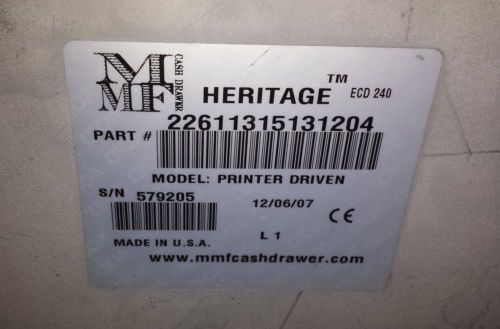 MMF CASH DRAWER
HERITAGE™ ECD 240
PART # 22611315131204
MODEL: PRINTER DRIVEN
S/N 579205 12/06/07 CE
MADE IN U.S.A. L 1
www.mmfcashdrawer.com